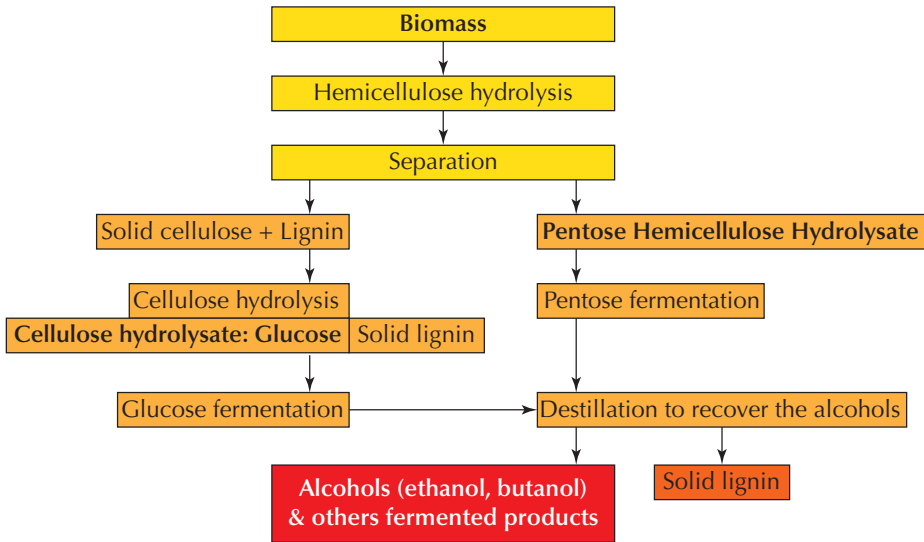 Biomass
Hemicellulose hydrolysis
Separation
Solid cellulose + Lignin
Pentose Hemicellulose Hydrolysate
Cellulose hydrolysis
Pentose fermentation
Cellulose hydrolysate: Glucose
Solid lignin
Glucose fermentation
Destillation to recover the alcohols
Alcohols (ethanol, butanol)
& others fermented products
Solid lignin